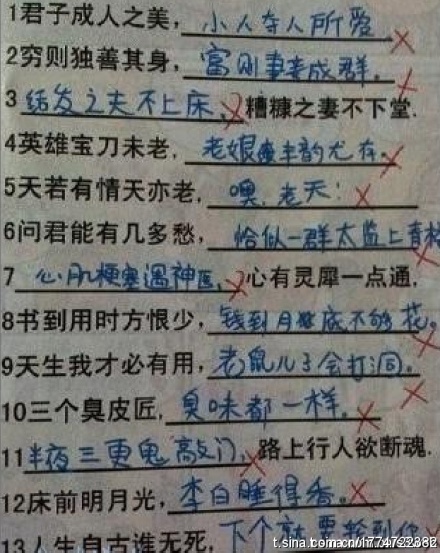 1君子成人之美,小人夺人所爱.
2穷则独善其身,富则妻妾成群。
3结发之夫不上床,糟糠之妻不下堂.
4英雄宝刀未老,老娘半韵尤存.
5天若有情天亦老,噢,老天!
6问君能有几多愁,恰似一群太监上青楼
7心肌梗塞遇神医,心有灵犀一点通.
8书到用时方恨少,钱到月底不够花。
9天生我才必有用,老鼠儿子会打洞。
10三个臭皮匠,臭味都一样。
11半夜三更鬼敲门,路上行人欲断魂.
12床前明月光,李白睡得香。
13人生自古谁无死,下个就要轮到你
t.sina.com.cn/1774722382